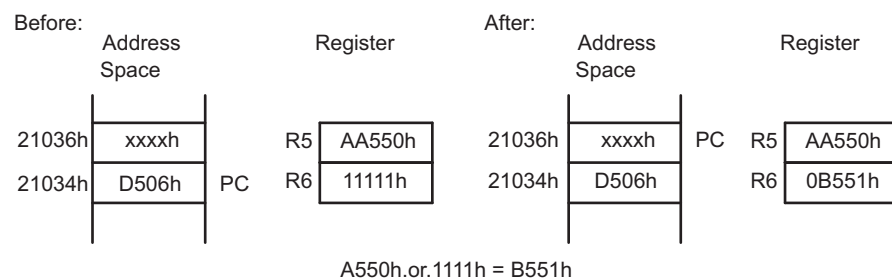 Before:
Address
Space
Register
21036h xxxxh R5 AA550h
21034h D506h PC R6 11111h
After:
Address
Space
Register
21036h xxxxh PC R5 AA550h
21034h D506h R6 0B551h
A550h.or.1111h = B551h